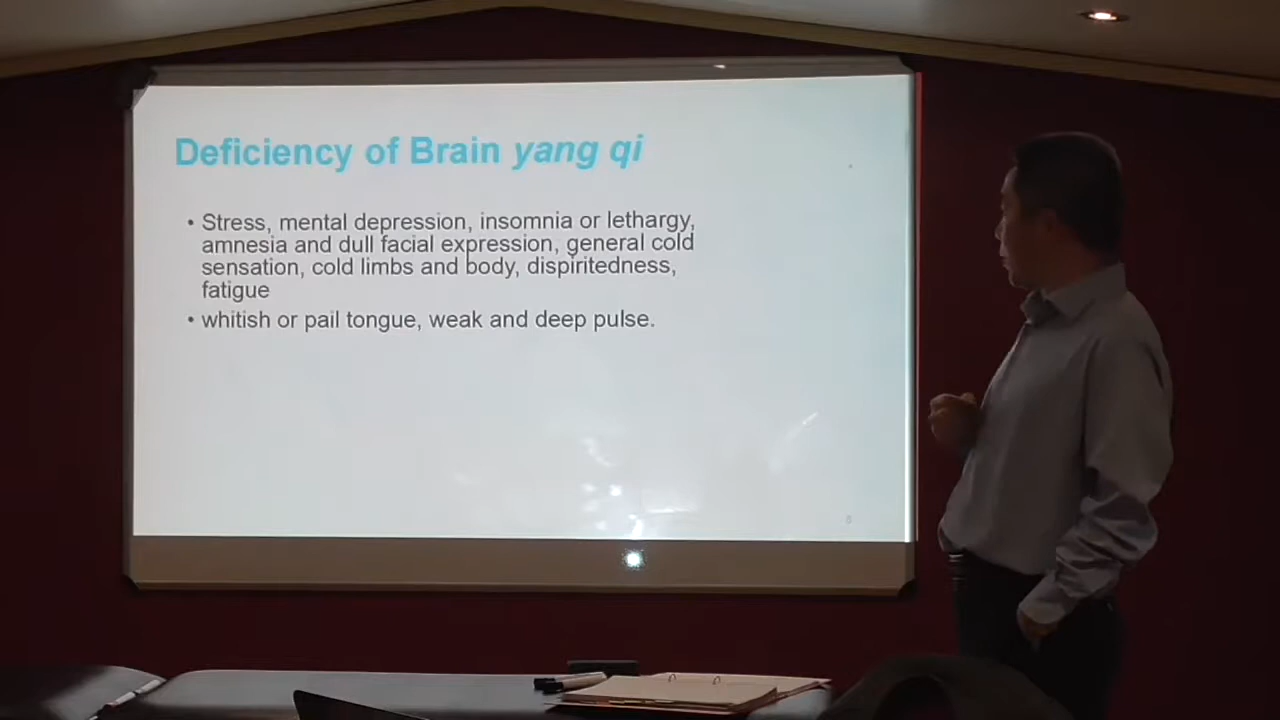 Deficiency of Brain yang qi
• Stress, mental depression, insomnia or lethargy,
amnesia and dull facial expression, general cold
sensation, cold limbs and body, dispiritedness,
fatigue
• whitish or pail tongue, weak and deep pulse.